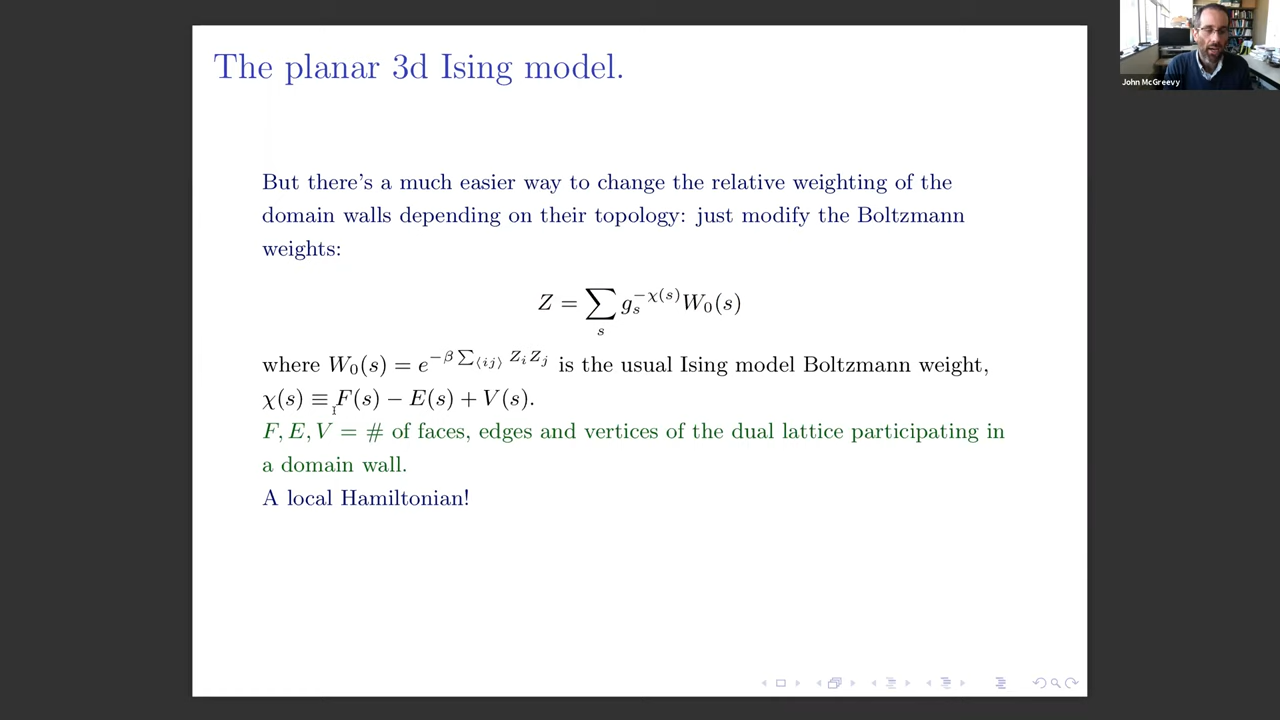 The planar 3d Ising model.
John McGreevy
But there's a much easier way to change the relative weighting of the
domain walls depending on their topology: just modify the Boltzmann
weights:
Z = ∑_s g_s^{−χ(s)} W_0(s)
where W_0(s) = e^{−β ∑_{⟨ij⟩} Z_i Z_j} is the usual Ising model Boltzmann weight,
χ(s) ≡ F(s) − E(s) + V(s).
F, E, V = # of faces, edges and vertices of the dual lattice participating in
a domain wall.
A local Hamiltonian!